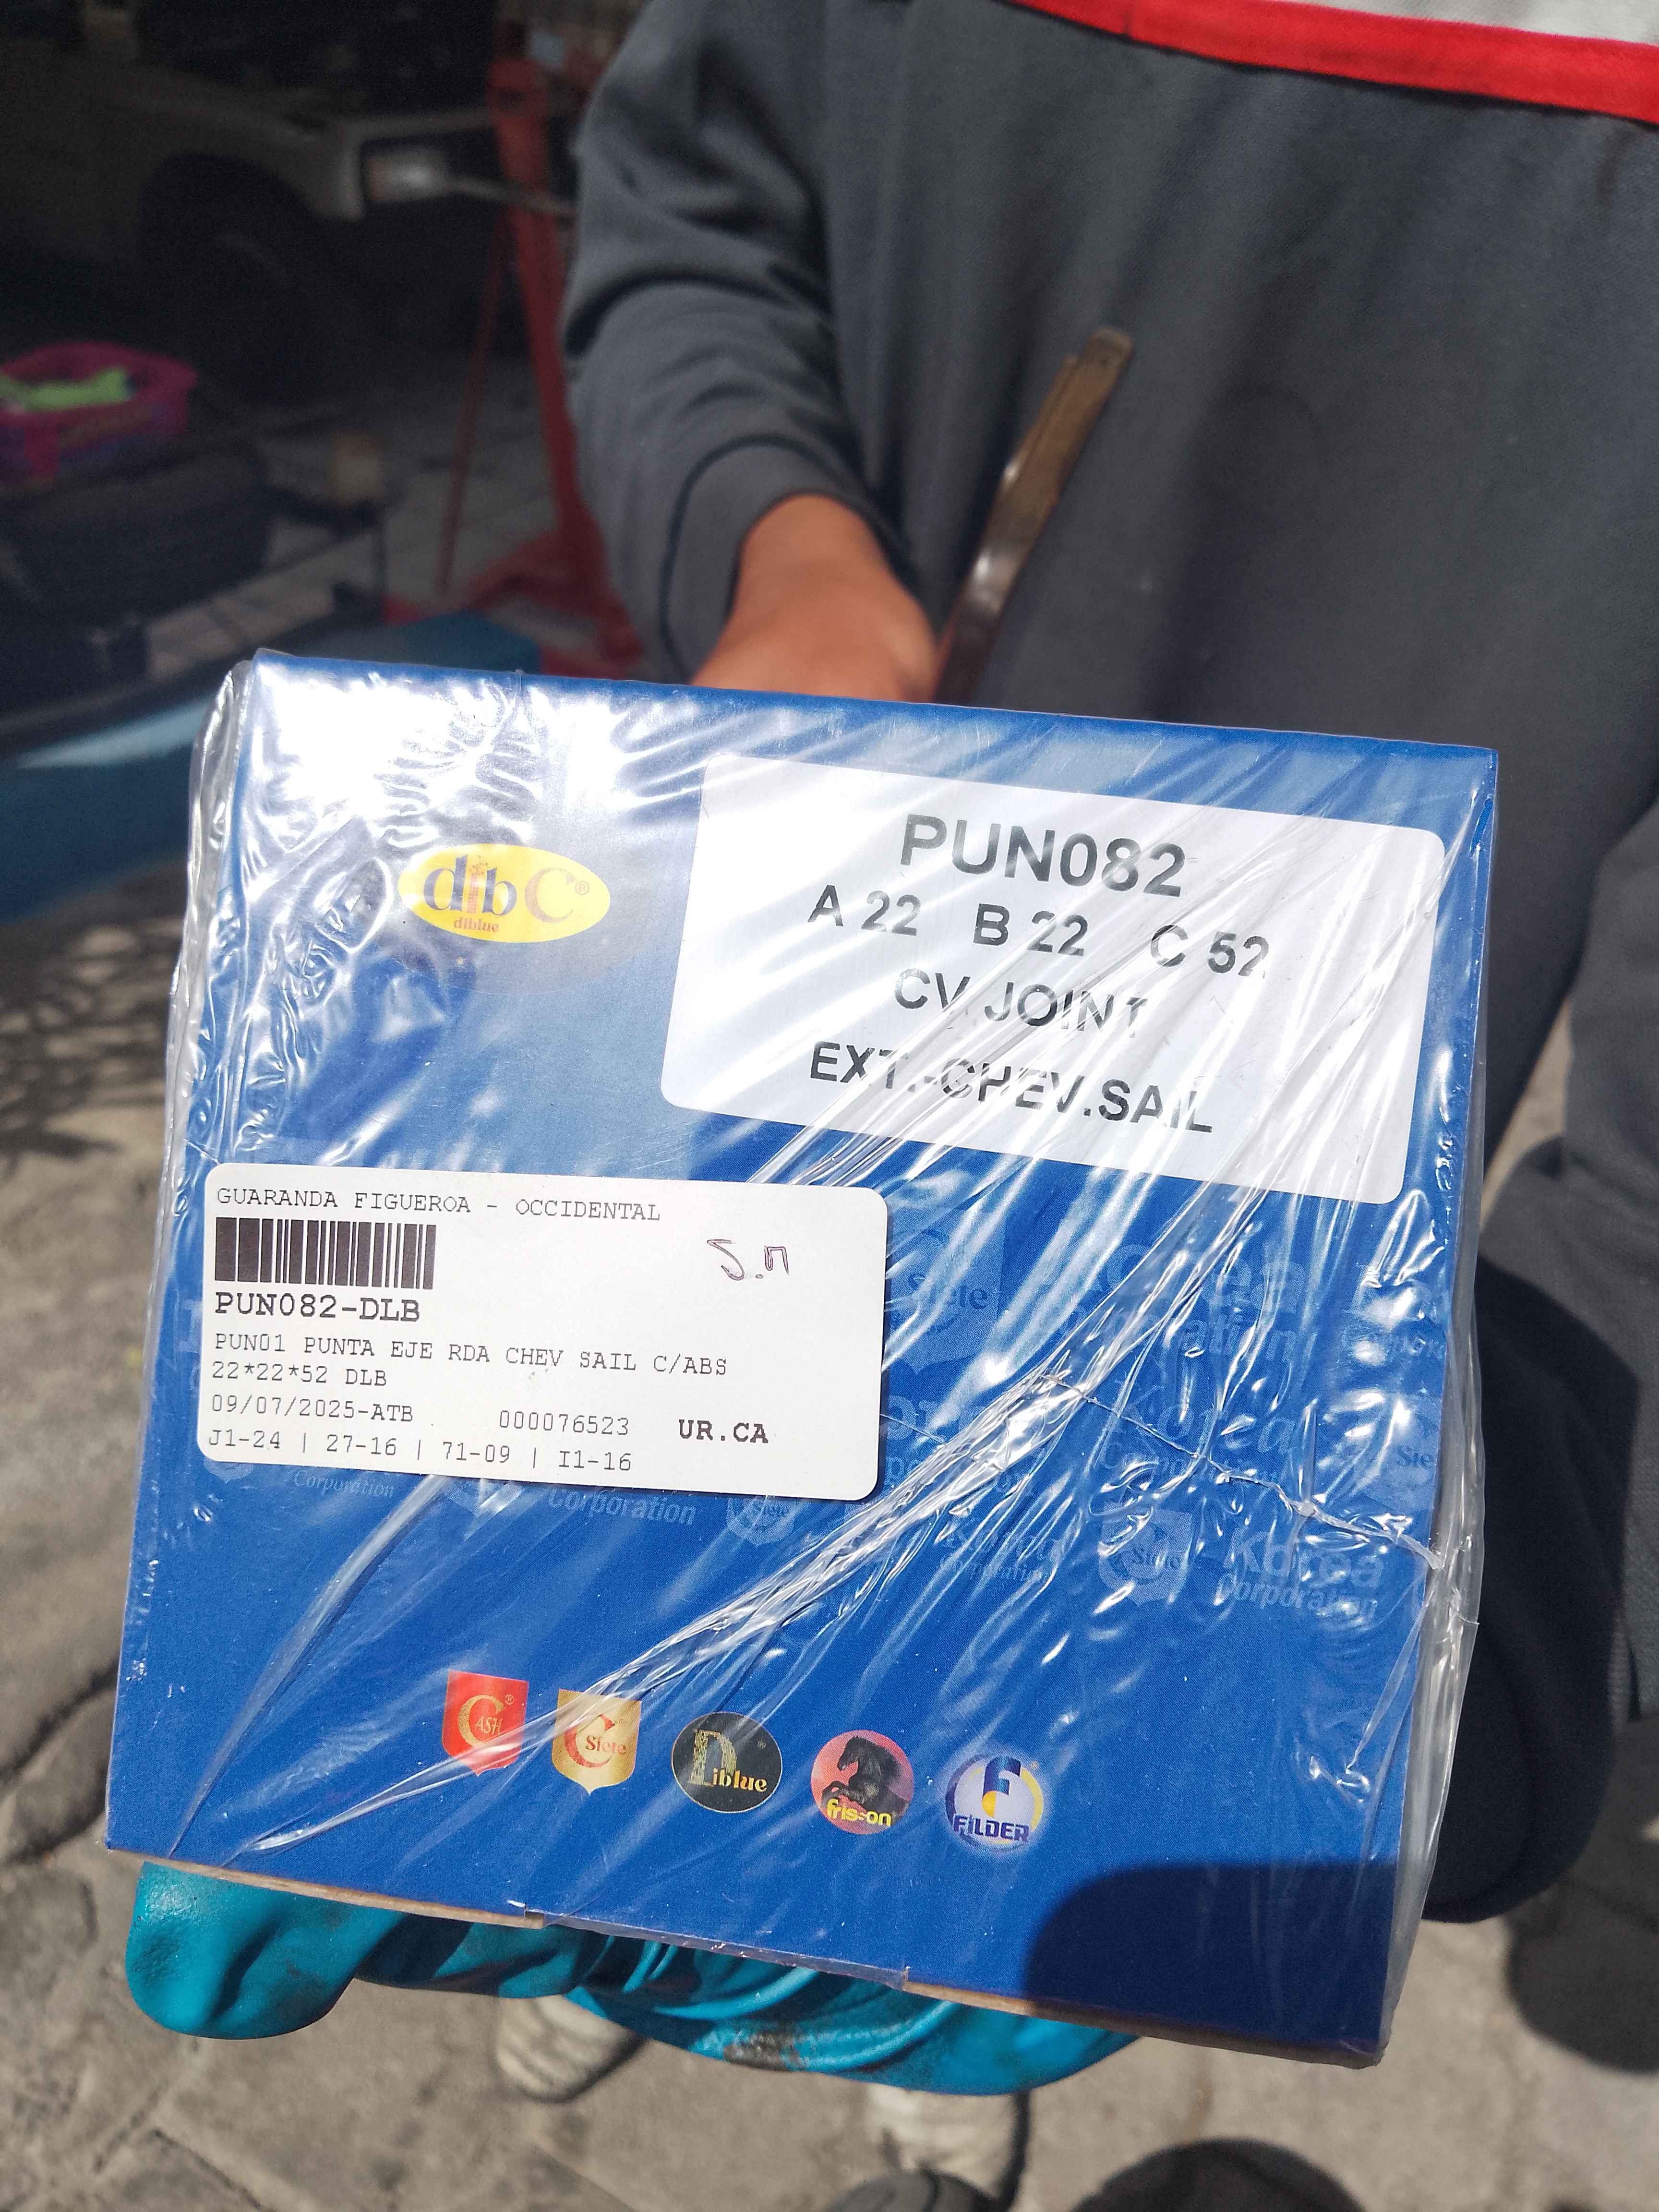 dibC®
diblue
PUN082
A 22 B 22 C 52
CV JOINT
EXT.-CHEV.SAIL
GUARANDA FIGUEROA - OCCIDENTAL
PUN082-DLB
PUN01 PUNTA EJE RDA CHEV SAIL C/ABS
22*22*52 DLB
09/07/2025-ATB 000076523 UR.CA
J1-24 | 27-16 | 71-09 | I1-16
Corporation
Corporation
Siete
Korea
Corporation
CASH®
CSiete
Diblue
frisson
FILDER